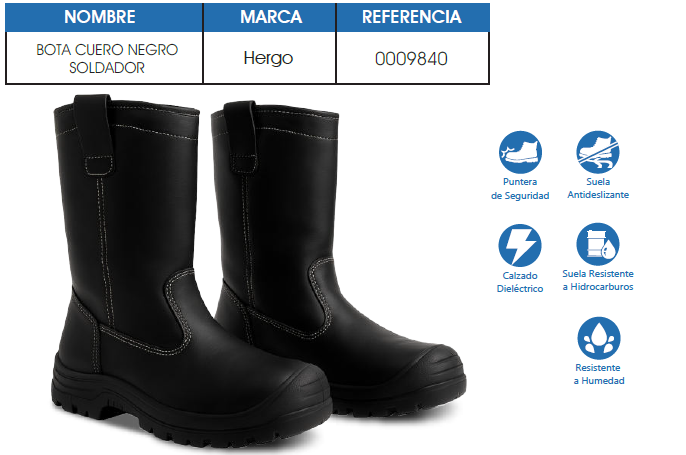 NOMBRE MARCA REFERENCIA
BOTA CUERO NEGRO
SOLDADOR
Hergo
0009840
Puntera
de Seguridad
Suela
Antideslizante
Calzado
Dieléctrico
Suela Resistente
a Hidrocarburos
Resistente
a Humedad